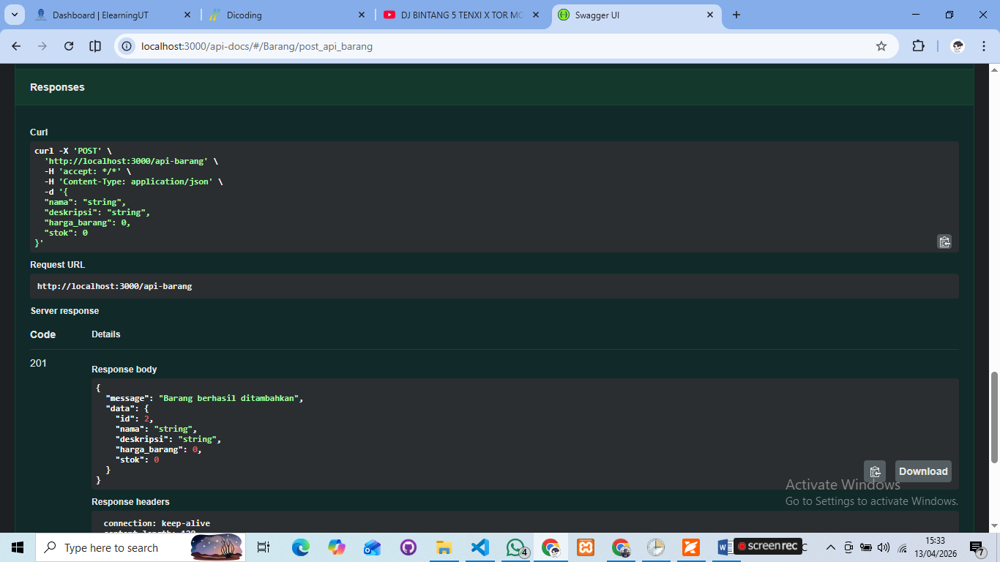 Dashboard | ElearningUT
Dicoding
DJ BINTANG 5 TENXI X TOR MO
Swagger UI
localhost:3000/api-docs/#/Barang/post_api_barang
Responses
Curl
curl -X 'POST' \
'http://localhost:3000/api-barang' \
-H 'accept: */*' \
-H 'Content-Type: application/json' \
-d '{
"nama": "string",
"deskripsi": "string",
"harga_barang": 0,
"stok": 0
}'
Request URL
http://localhost:3000/api-barang
Server response
Code Details
201
Response body
{
"message": "Barang berhasil ditambahkan",
"data": {
"id": 2,
"nama": "string",
"deskripsi": "string",
"harga_barang": 0,
"stok": 0
}
}
Download
Activate Windows
Go to Settings to activate Windows.
Response headers
connection: keep-alive
Type here to search
4
screenrec
C
15:33
13/04/2026
7